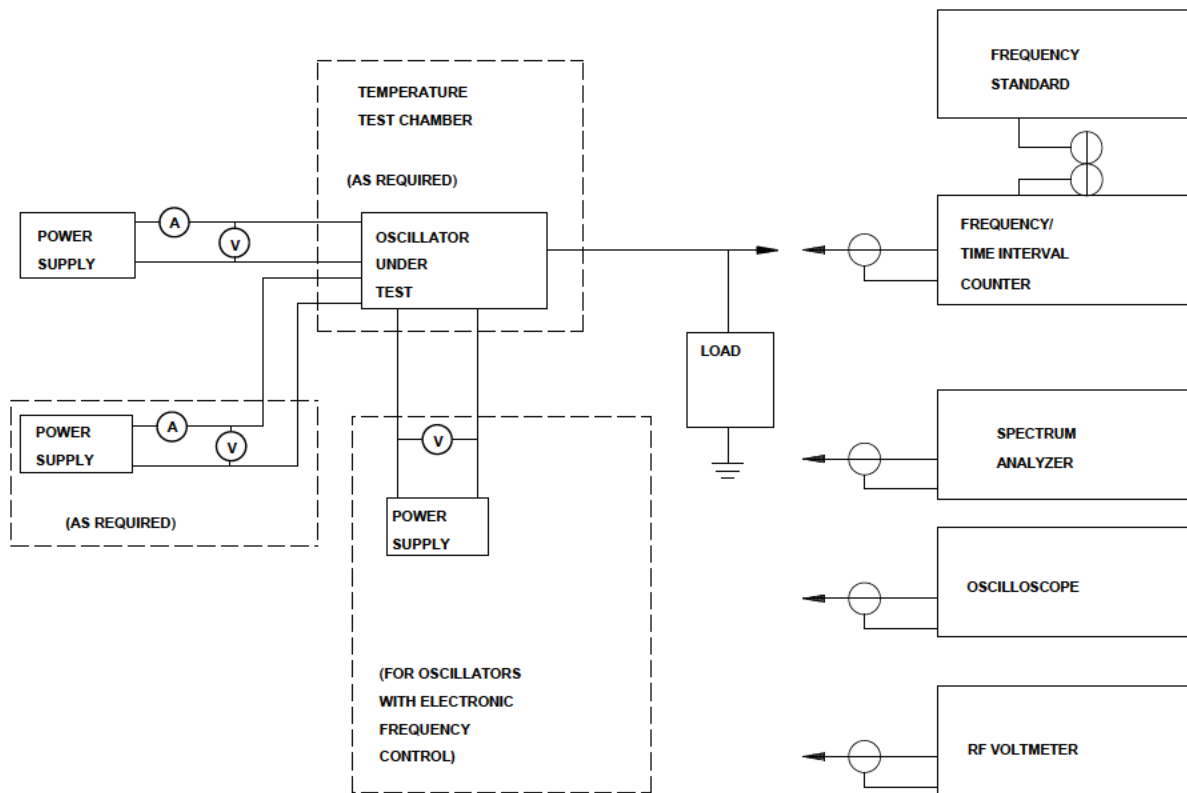 FREQUENCY
STANDARD
TEMPERATURE
TEST CHAMBER
(AS REQUIRED)
A
V
POWER
SUPPLY
OSCILLATOR
UNDER
TEST
FREQUENCY/
TIME INTERVAL
COUNTER
LOAD
A
V
POWER
SUPPLY
(AS REQUIRED)
V
POWER
SUPPLY
(FOR OSCILLATORS
WITH ELECTRONIC
FREQUENCY
CONTROL)
SPECTRUM
ANALYZER
OSCILLOSCOPE
RF VOLTMETER